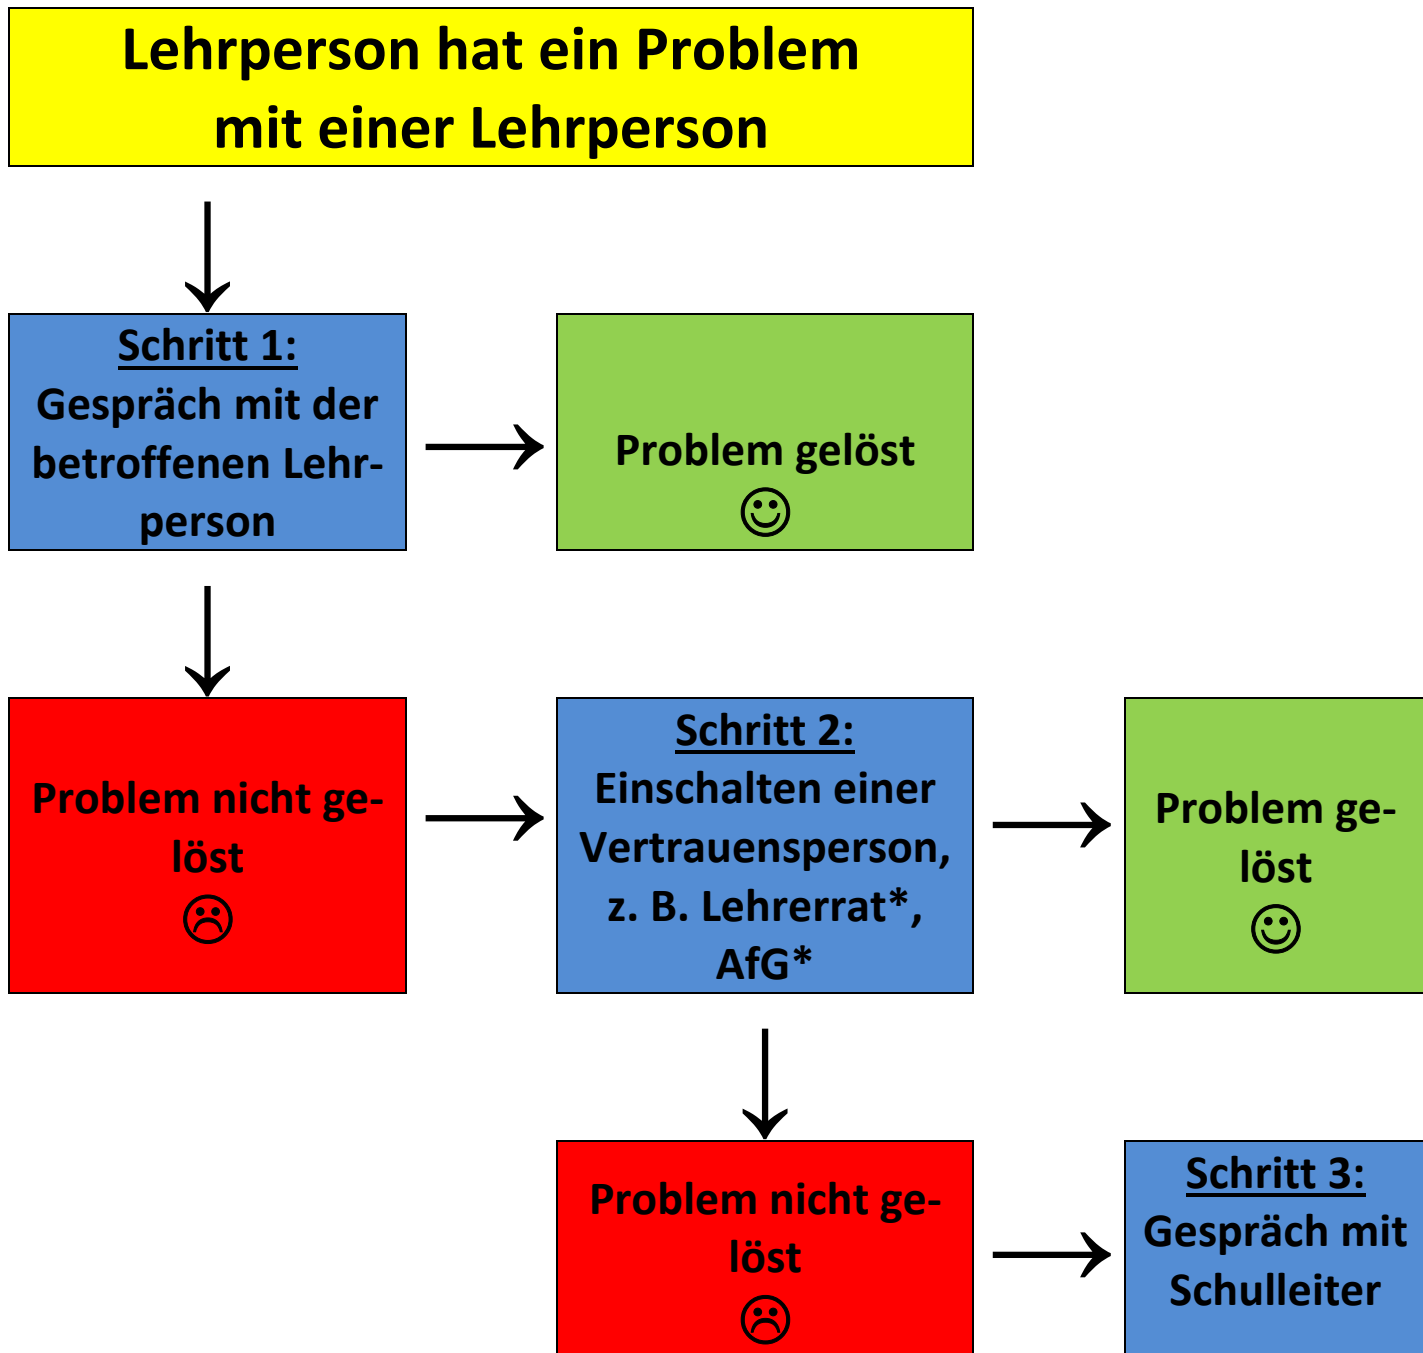 Lehrperson hat ein Problem
mit einer Lehrperson
Schritt 1:
Gespräch mit der
betroffenen Lehr-
person
Problem gelöst
Problem nicht ge-
löst
Schritt 2:
Einschalten einer
Vertrauensperson,
z. B. Lehrerrat*,
AfG*
Problem ge-
löst
Problem nicht ge-
löst
Schritt 3:
Gespräch mit
Schulleiter